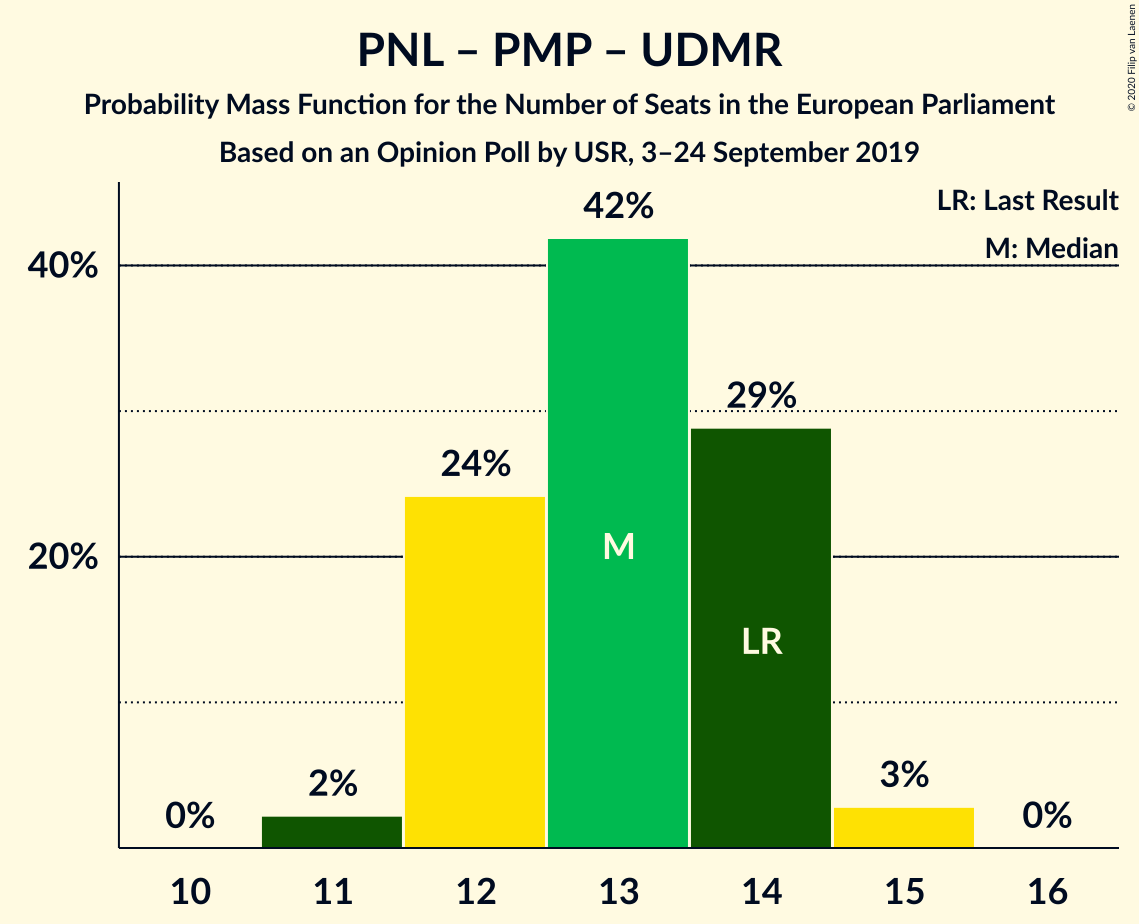 PNL – PMP – UDMR
Probability Mass Function for the Number of Seats in the European Parliament
Based on an Opinion Poll by USR, 3–24 September 2019
© 2020 Filip van Laenen
LR: Last Result
M: Median
42%
40%
29%
24%
20%
M
LR
2%
3%
0%
0%
10 11 12 13 14 15 16